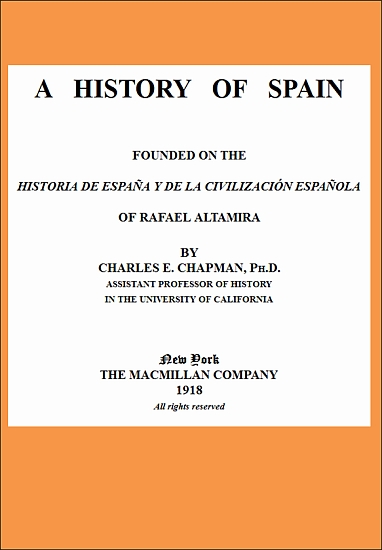 A HISTORY OF SPAIN
FOUNDED ON THE
HISTORIA DE ESPAÑA Y DE LA CIVILIZACIÓN ESPAÑOLA
OF RAFAEL ALTAMIRA
BY
CHARLES E. CHAPMAN, PH.D.
ASSISTANT PROFESSOR OF HISTORY
IN THE UNIVERSITY OF CALIFORNIA
New York
THE MACMILLAN COMPANY
1918
All rights reserved